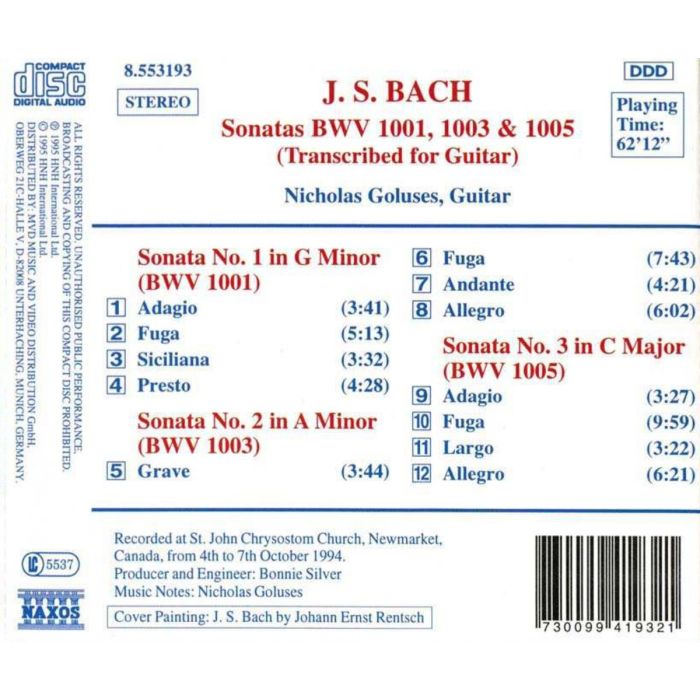 COMPACT
disc
DIGITAL AUDIO
8.553193
STEREO
J. S. BACH
Sonatas BWV 1001, 1003 & 1005
(Transcribed for Guitar)
Nicholas Goluses, Guitar
DDD
Playing
Time:
62'12"
ALL RIGHTS RESERVED. UNAUTHORISED PUBLIC PERFORMANCE,
BROADCASTING AND COPYING OF THIS COMPACT DISC PROHIBITED.
℗ 1995 HNH International Ltd.
© 1995 HNH International Ltd.
DISTRIBUTED BY: MVD MUSIC AND VIDEO DISTRIBUTION GmbH,
OBERWEG 21C-HALLE V, D-82008 UNTERHACHING, MUNICH, GERMANY.
Sonata No. 1 in G Minor
(BWV 1001)
1 Adagio (3:41)
2 Fuga (5:13)
3 Siciliana (3:32)
4 Presto (4:28)
Sonata No. 2 in A Minor
(BWV 1003)
5 Grave (3:44)
6 Fuga (7:43)
7 Andante (4:21)
8 Allegro (6:02)
Sonata No. 3 in C Major
(BWV 1005)
9 Adagio (3:27)
10 Fuga (9:59)
11 Largo (3:22)
12 Allegro (6:21)
Recorded at St. John Chrysostom Church, Newmarket,
Canada, from 4th to 7th October 1994.
Producer and Engineer: Bonnie Silver
Music Notes: Nicholas Goluses
Cover Painting: J. S. Bach by Johann Ernst Rentsch
LC 5537
NAXOS
730099 419321